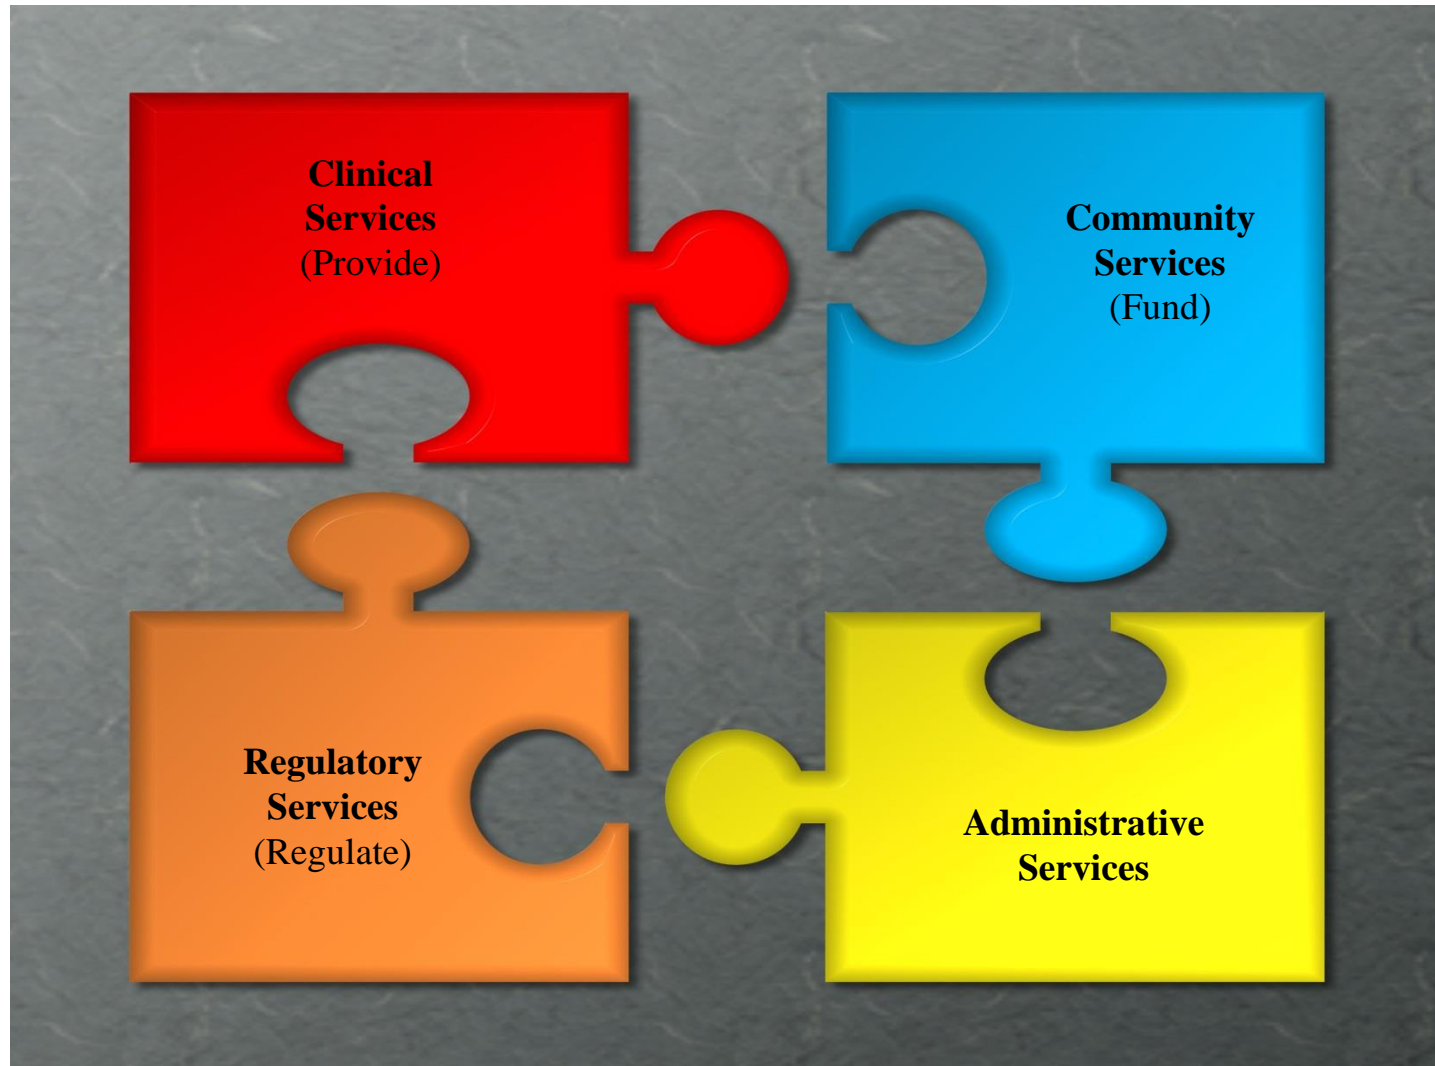 Clinical
Services
(Provide)
Community
Services
(Fund)
Regulatory
Services
(Regulate)
Administrative
Services